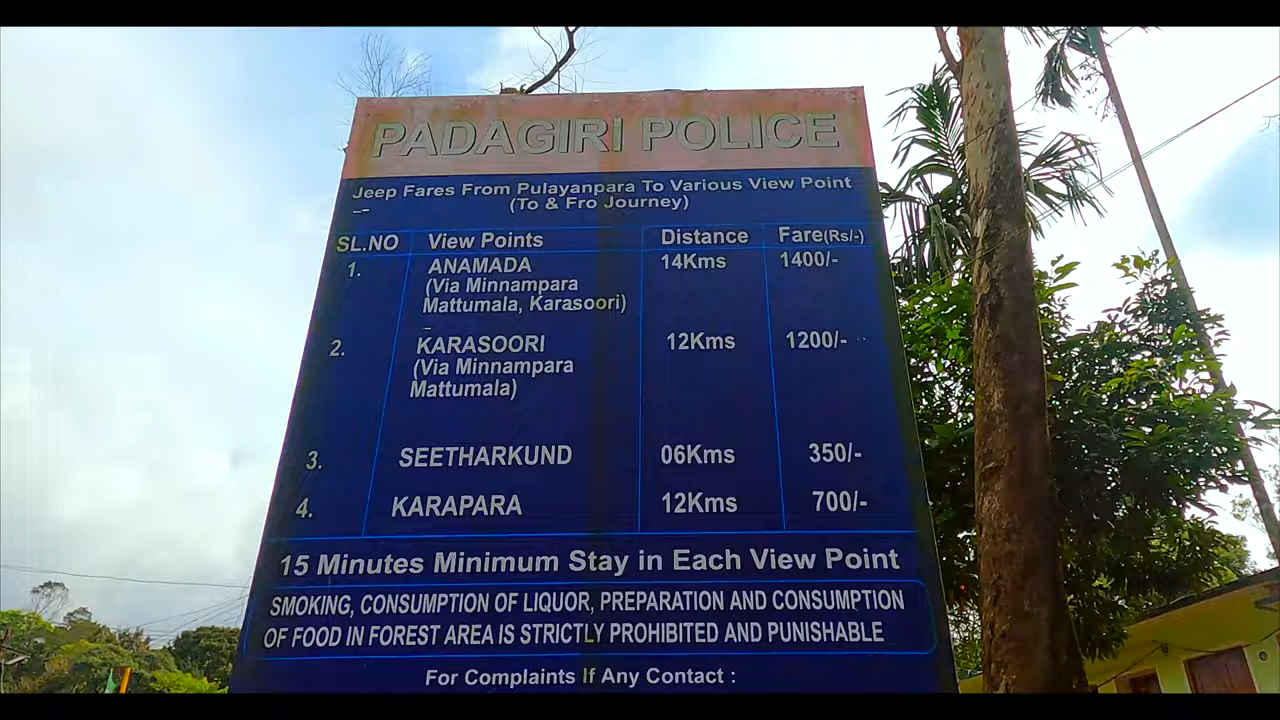 PADAGIRI POLICE
Jeep Fares From Pulayanpara To Various View Point
(To & Fro Journey)
SL.NO View Points Distance Fare(Rs/-)
1. ANAMADA 14Kms 1400/-
(Via Minnampara
Mattumala, Karasoori)
2. KARASOORI 12Kms 1200/-
(Via Minnampara
Mattumala)
3. SEETHARKUND 06Kms 350/-
4. KARAPARA 12Kms 700/-
15 Minutes Minimum Stay in Each View Point
SMOKING, CONSUMPTION OF LIQUOR, PREPARATION AND CONSUMPTION
OF FOOD IN FOREST AREA IS STRICTLY PROHIBITED AND PUNISHABLE
For Complaints If Any Contact :